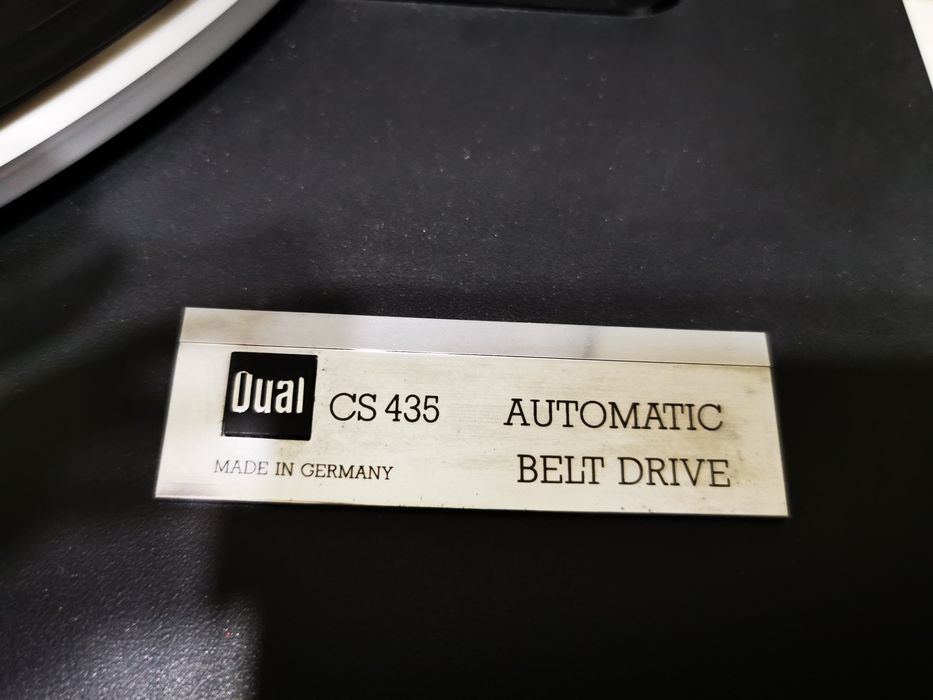 Dual CS 435
MADE IN GERMANY
AUTOMATIC
BELT DRIVE